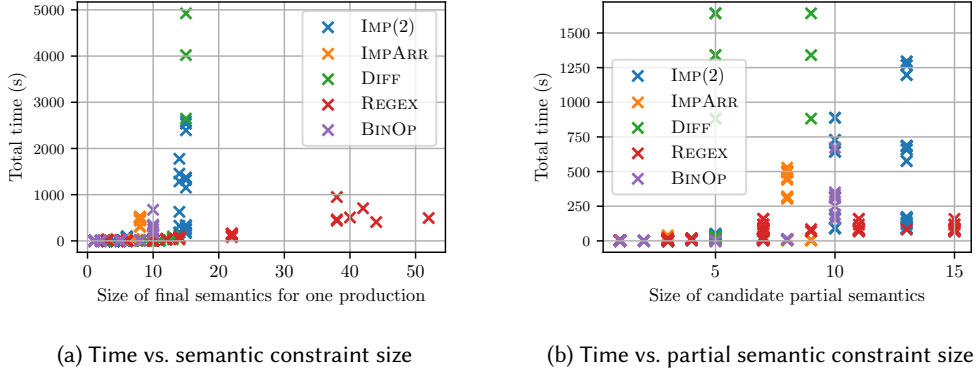 5000
4000
3000
2000
1000
0
Total time (s)
0
10
20
30
40
50
Size of final semantics for one production
IMP(2)
IMPARR
DIFF
REGEX
BINOP
(a) Time vs. semantic constraint size
1500
1250
1000
750
500
250
0
Total time (s)
5
10
15
Size of candidate partial semantics
IMP(2)
IMPARR
DIFF
REGEX
BINOP
(b) Time vs. partial semantic constraint size